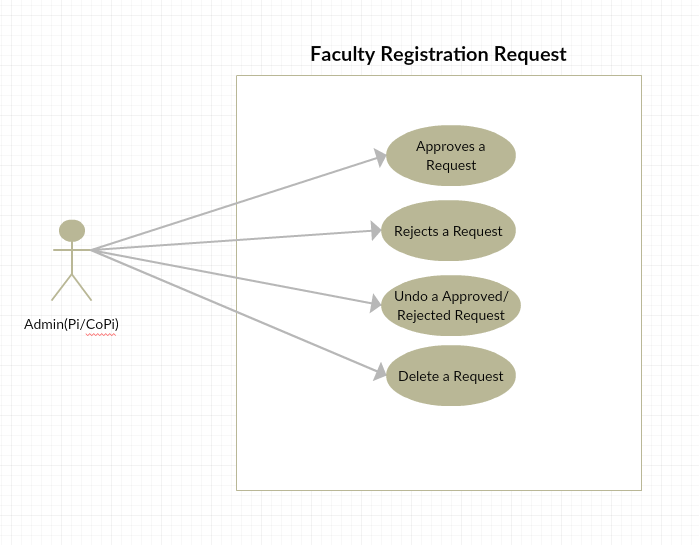 Faculty Registration Request
Approves a
Request
Rejects a Request
Undo a Approved/
Rejected Request
Delete a Request
Admin(Pi/CoPi)